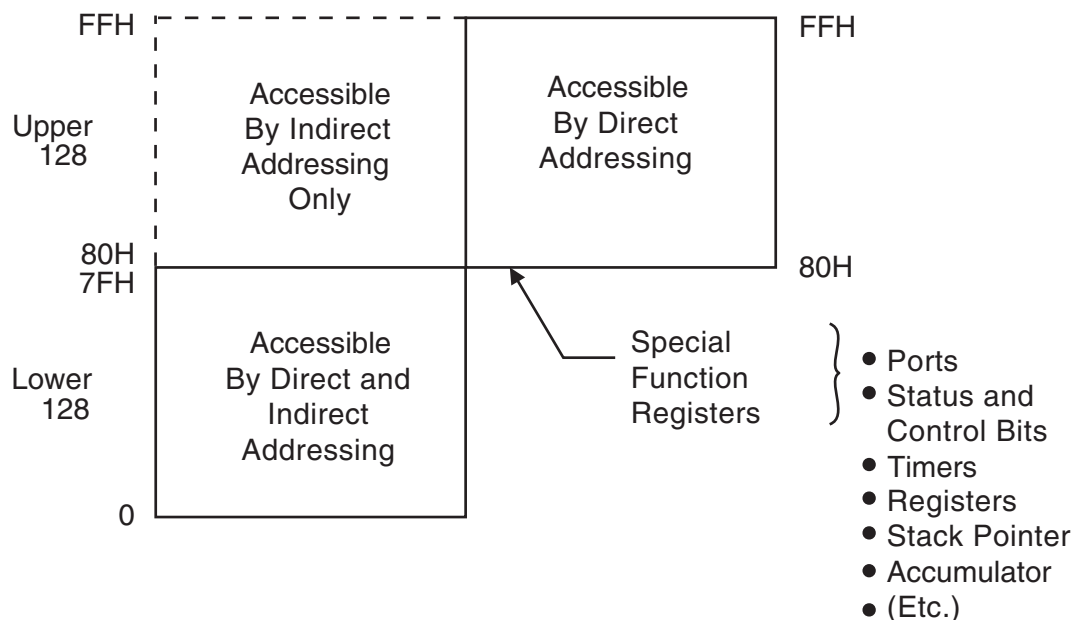 FFH
Upper
128
80H
7FH
Lower
128
0
Accessible
By Indirect
Addressing
Only
Accessible
By Direct
Addressing
FFH
80H
Accessible
By Direct and
Indirect
Addressing
Special
Function
Registers
● Ports
● Status and
Control Bits
● Timers
● Registers
● Stack Pointer
● Accumulator
● (Etc.)